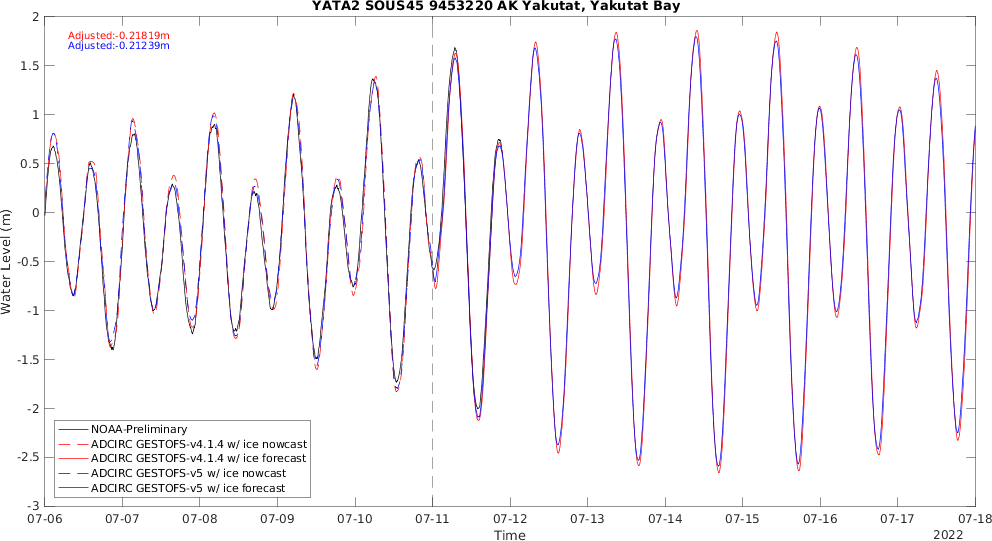 YATA2 SOUS45 9453220 AK Yakutat, Yakutat Bay
Adjusted:-0.21819m
Adjusted:-0.21239m
2
1.5
1
0.5
0
-0.5
-1
-1.5
-2
-2.5
-3
Water Level (m)
NOAA-Preliminary
ADCIRC GESTOFS-v4.1.4 w/ ice nowcast
ADCIRC GESTOFS-v4.1.4 w/ ice forecast
ADCIRC GESTOFS-v5 w/ ice nowcast
ADCIRC GESTOFS-v5 w/ ice forecast
07-06 07-07 07-08 07-09 07-10 07-11 07-12 07-13 07-14 07-15 07-16 07-17 07-18
Time
2022